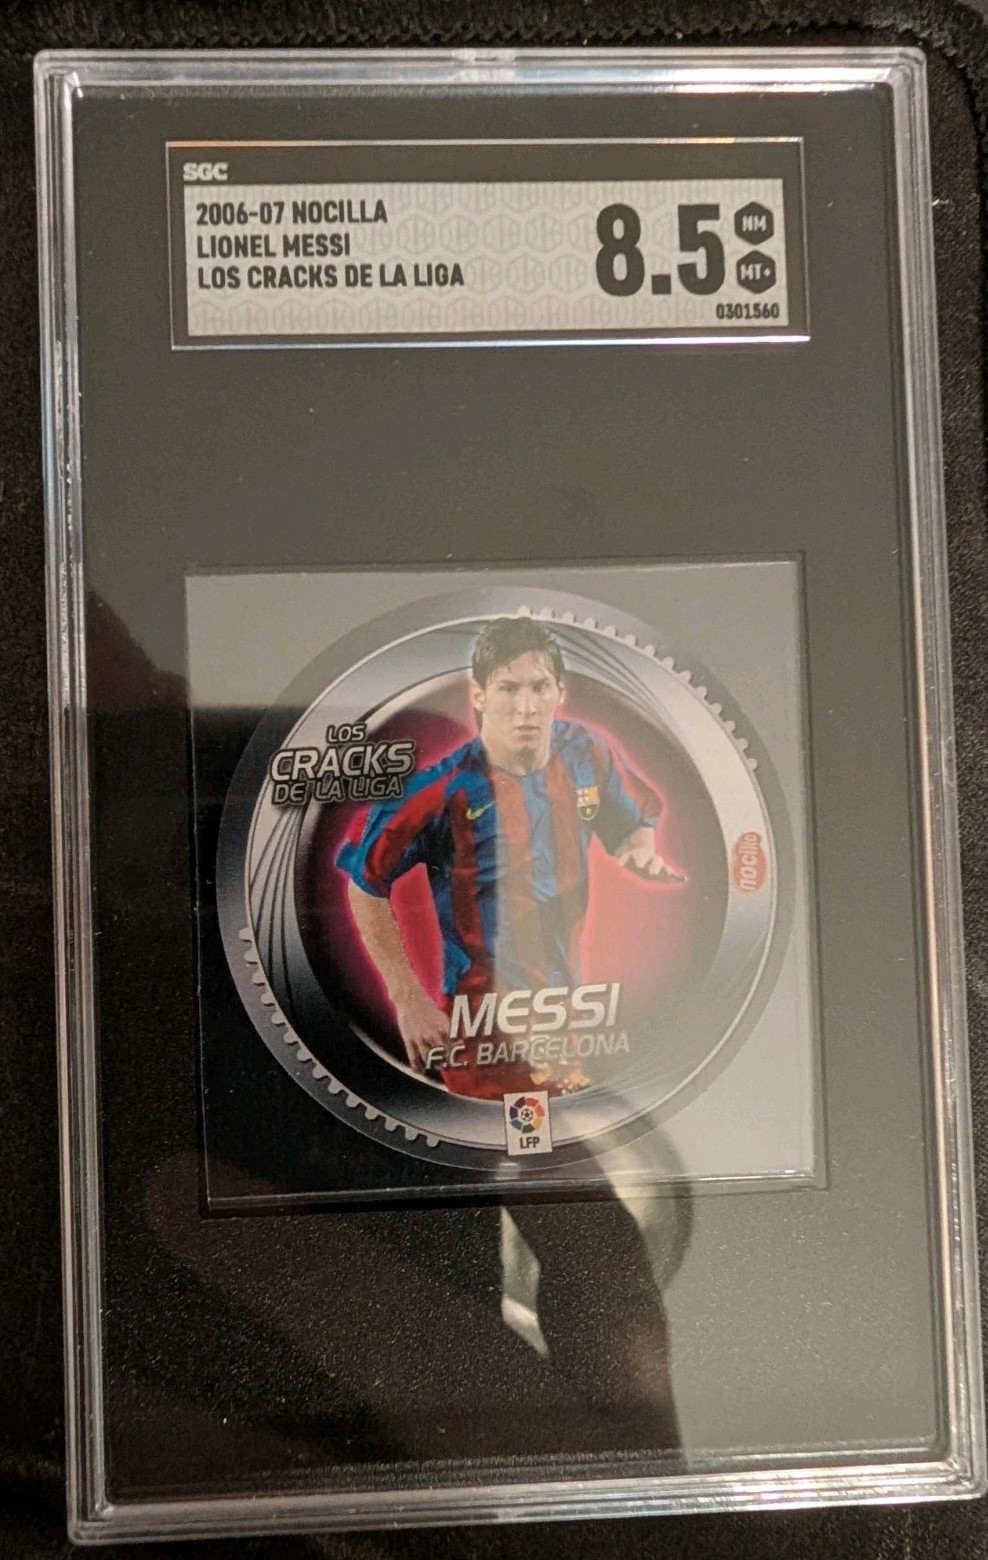 SGC
2006-07 NOCILLA
LIONEL MESSI
LOS CRACKS DE LA LIGA
8.5
NM
MT+
0301560
LOS
CRACKS
DE LA LIGA
nocilla
MESSI
F.C. BARCELONA
LFP